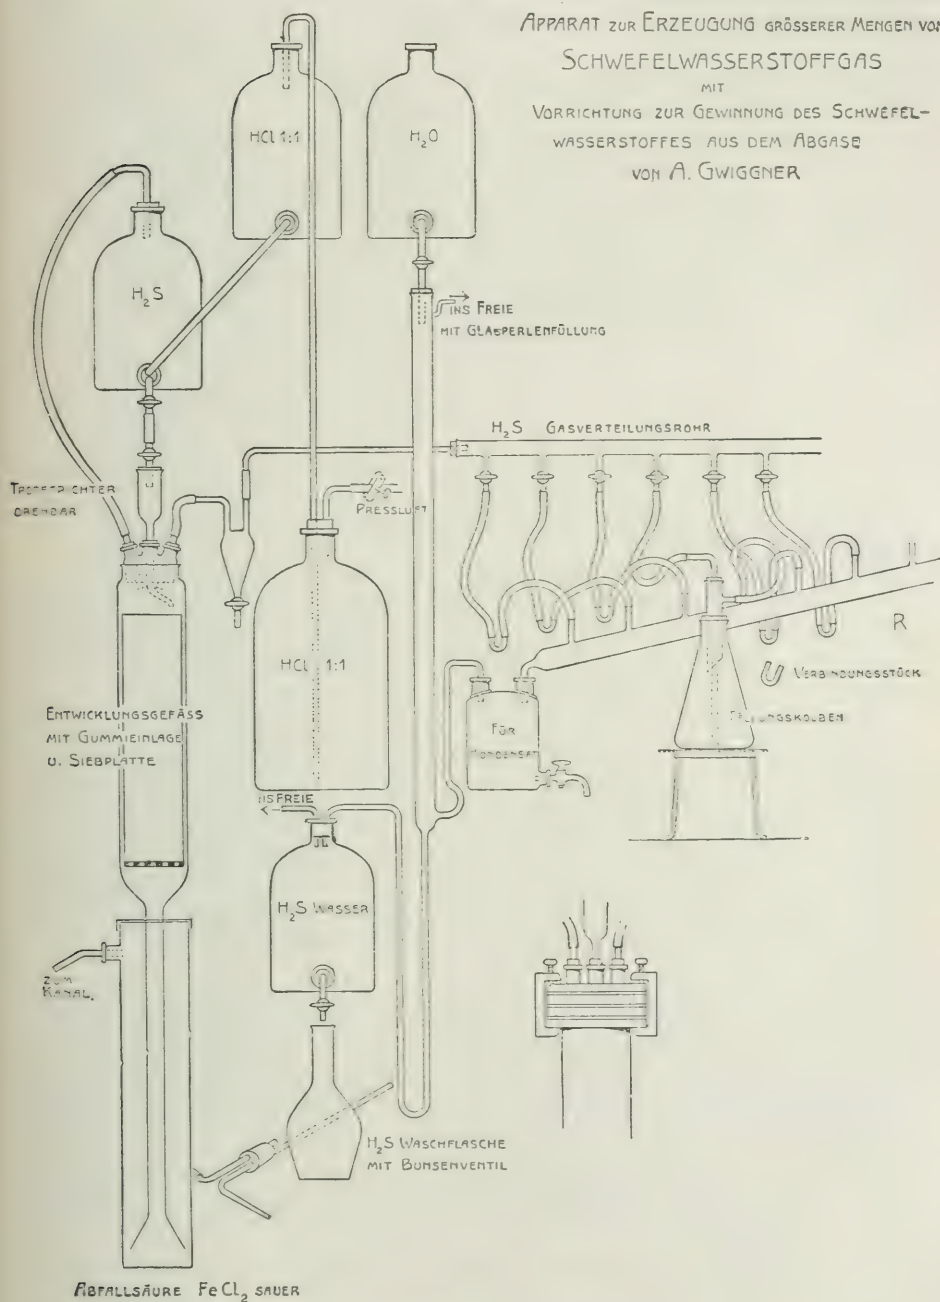 APPARAT ZUR ERZEUGUNG GRÖSSERER MENGEN VON
SCHWEFELWASSERSTOFFGAS
MIT
VORRICHTUNG ZUR GEWINNUNG DES SCHWEFEL-
WASSERSTOFFES AUS DEM ABGASE
VON A. GWIGGNER
HCl 1:1
H₂O
H₂S
INS FREIE
MIT GLASPERLENFÜLLUNG
H₂S GASVERTEILUNGSROHR
DREHBAR
PRESSLUFT
R
HCl 1:1
VERBINDUNGSSTÜCK
ENTWICKLUNGSGEFÄSS
MIT GUMMIEINLAGE
U. SIEBPLATTE
FÜR
KONDENSAT
INS FREIE
H₂S WASSER
ZUM
KANAL.
H₂S WASCHFLASCHE
MIT BUNSENVENTIL
ABFALLSÄURE FeCl₂ SAUER